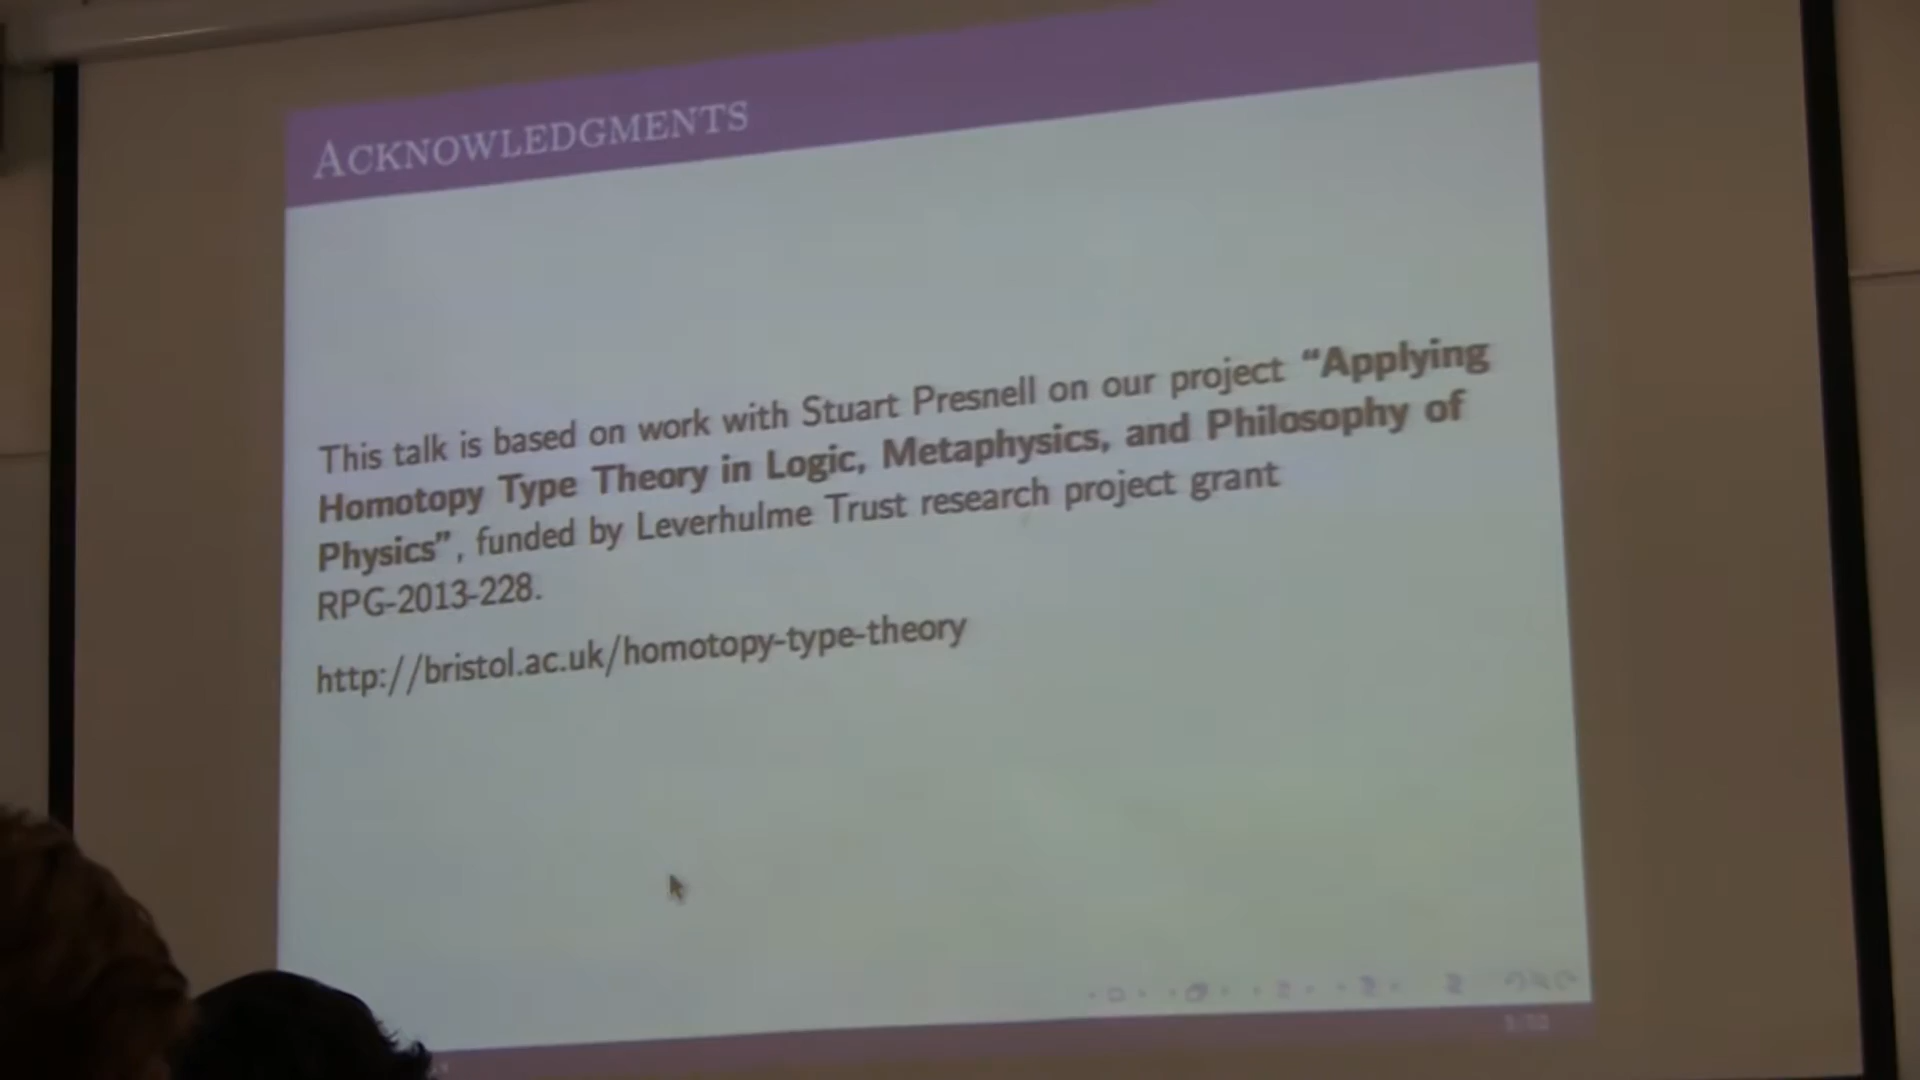 ACKNOWLEDGMENTS
This talk is based on work with Stuart Presnell on our project “Applying
Homotopy Type Theory in Logic, Metaphysics, and Philosophy of
Physics”, funded by Leverhulme Trust research project grant
RPG-2013-228.
http://bristol.ac.uk/homotopy-type-theory